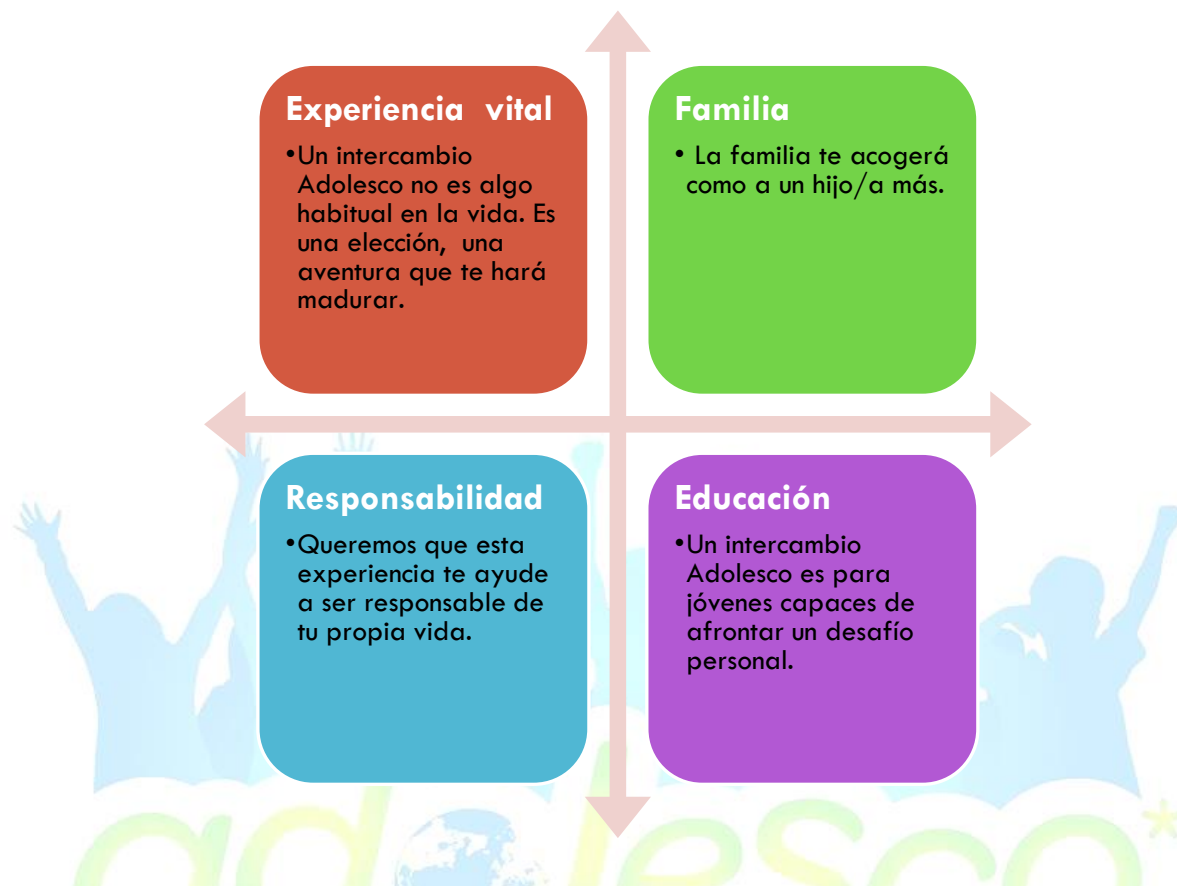 Experiencia vital
•Un intercambio
Adolesco no es algo
habitual en la vida. Es
una elección, una
aventura que te hará
madurar.
Familia
• La familia te acogerá
como a un hijo/a más.
Responsabilidad
•Queremos que esta
experiencia te ayude
a ser responsable de
tu propia vida.
Educación
•Un intercambio
Adolesco es para
jóvenes capaces de
afrontar un desafío
personal.
adolesco*